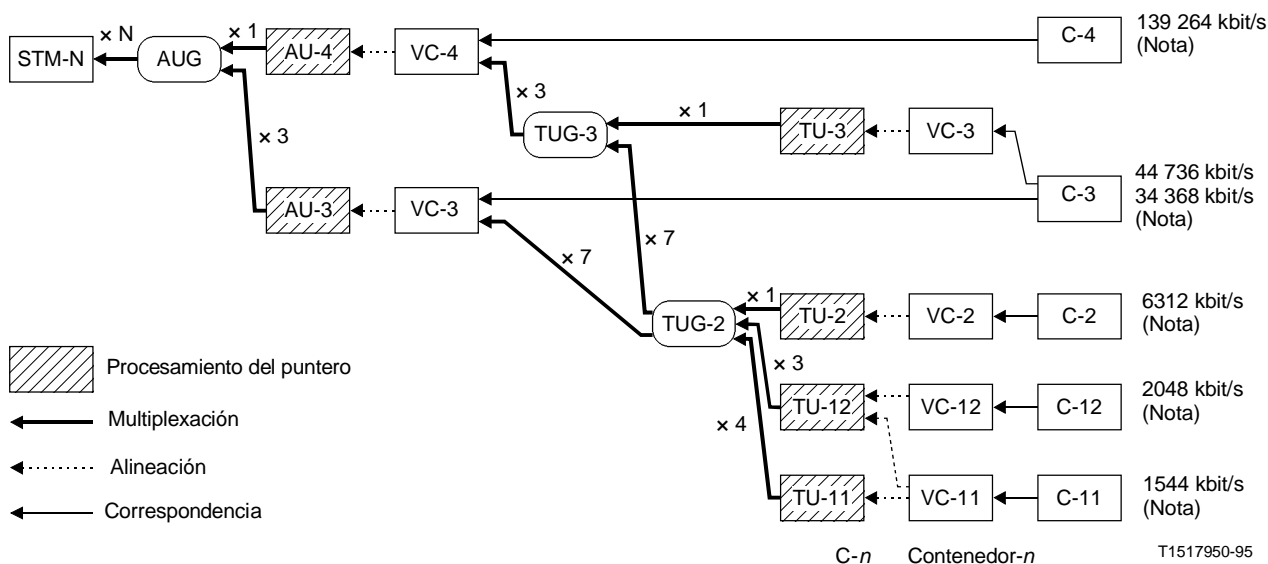 139 264 kbit/s
(Nota)
× N
× 1
STM-N
AUG
AU-4
VC-4
C-4
× 3
× 1
TUG-3
TU-3
VC-3
× 3
44 736 kbit/s
34 368 kbit/s
(Nota)
AU-3
VC-3
C-3
× 7
× 7
× 1
TUG-2
TU-2
VC-2
C-2
6312 kbit/s
(Nota)
Procesamiento del puntero
× 3
TU-12
VC-12
C-12
2048 kbit/s
(Nota)
Multiplexación
× 4
Alineación
TU-11
VC-11
C-11
1544 kbit/s
(Nota)
Correspondencia
C-n Contenedor-n
T1517950-95